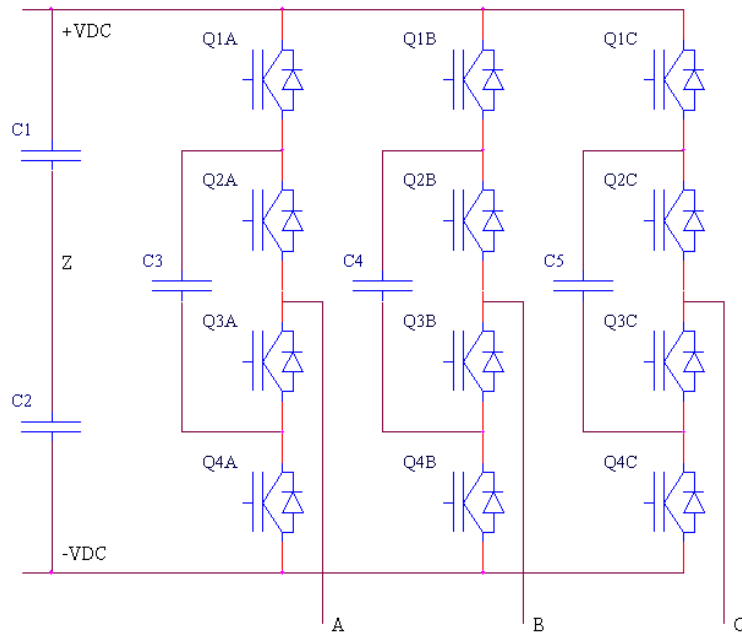 +VDC
Q1A Q1B Q1C
C1
Q2A Q2B Q2C
Z C3 C4 C5
Q3A Q3B Q3C
C2
Q4A Q4B Q4C
-VDC
A B C